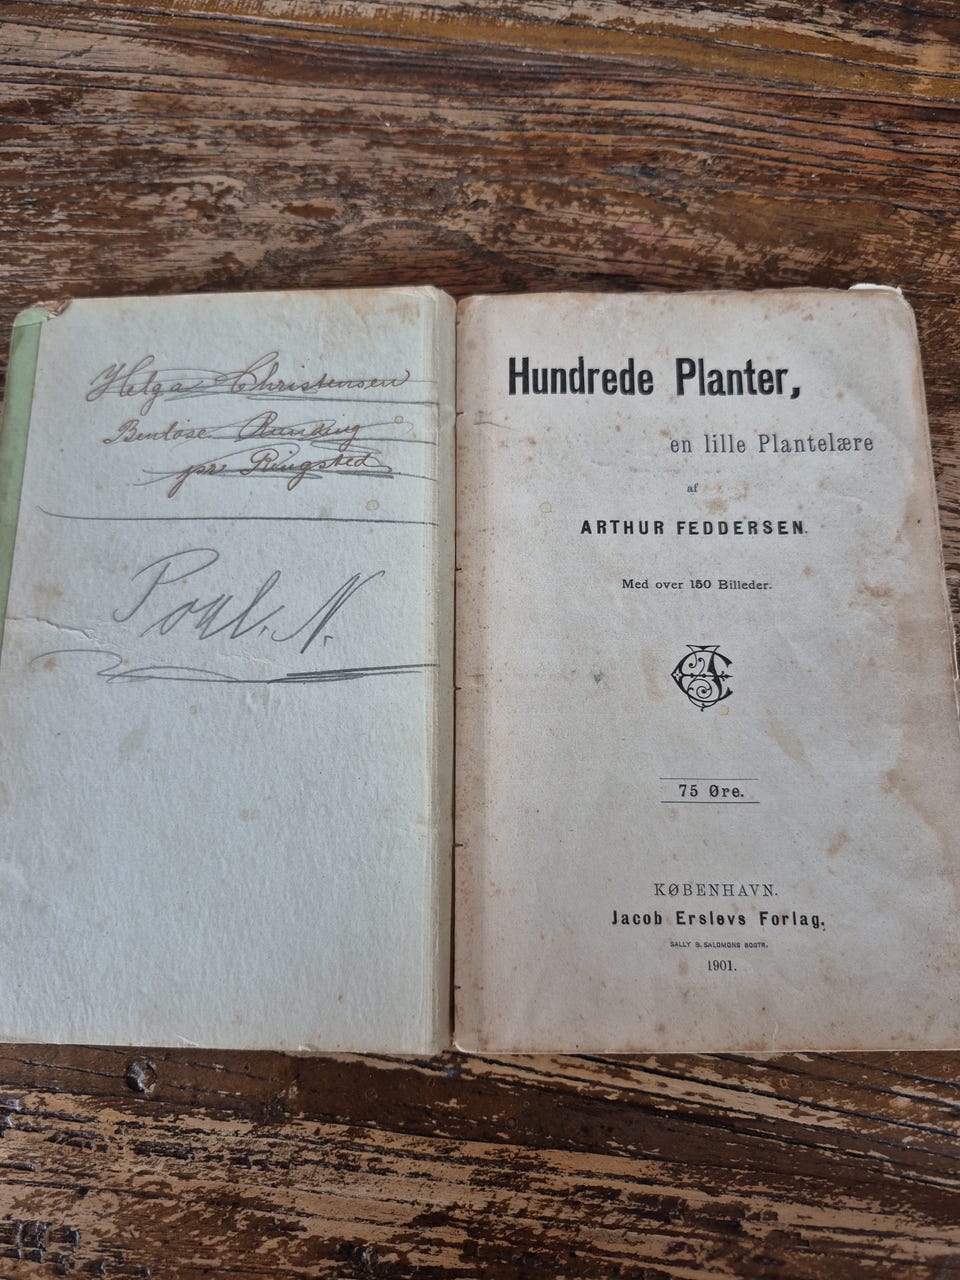 Helga Christensen
Benløse
pr. Ringsted
Poul. N.
Hundrede Planter,
en lille Plantelære
af
ARTHUR FEDDERSEN.
Med over 150 Billeder.
75 Øre.
KØBENHAVN.
Jacob Erslevs Forlag.
SALLY B. SALOMONS BOGTR.
1901.